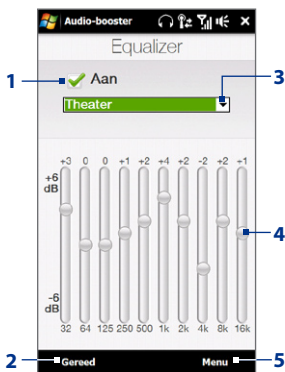 Audio-booster
Equalizer
1 Aan 3
Theater
+3 0 0 +1 +2 +4 +2 -2 +2 +1
+6
dB
4
-6
dB
32 64 125 250 500 1k 2k 4k 8k 16k
2 Gereed Menu 5